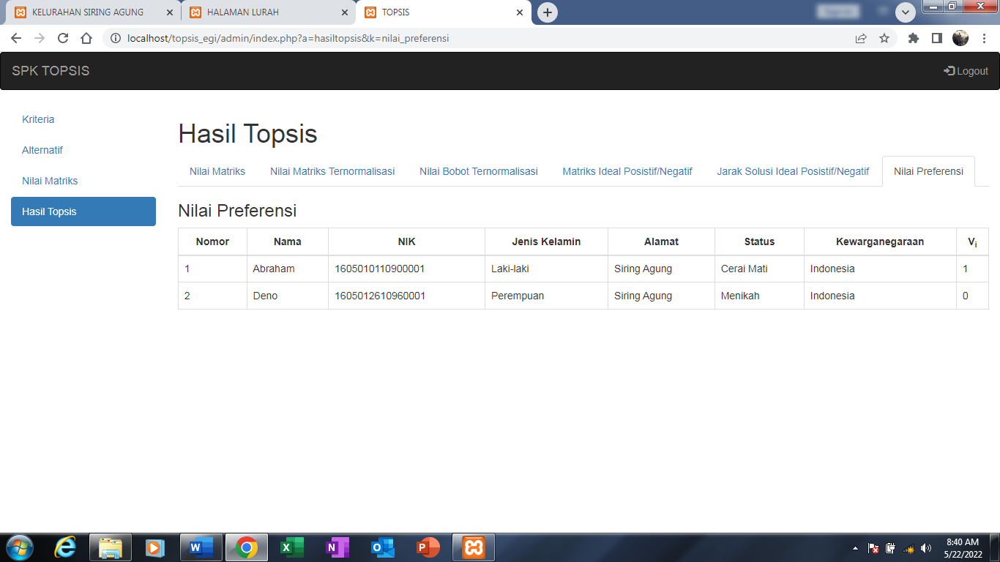 KELURAHAN SIRING AGUNG
HALAMAN LURAH
TOPSIS
localhost/topsis_egi/admin/index.php?a=hasiltopsis&k=nilai_preferensi
SPK TOPSIS
Logout
Kriteria
Alternatif
Nilai Matriks
Hasil Topsis
Hasil Topsis
Nilai Matriks Nilai Matriks Ternormalisasi Nilai Bobot Ternormalisasi Matriks Ideal Posistif/Negatif Jarak Solusi Ideal Posistif/Negatif Nilai Preferensi
Nilai Preferensi
Nomor Nama NIK Jenis Kelamin Alamat Status Kewarganegaraan Vi
1 Abraham 1605010110900001 Laki-laki Siring Agung Cerai Mati Indonesia 1
2 Deno 1605012610960001 Perempuan Siring Agung Menikah Indonesia 0
8:40 AM
5/22/2022